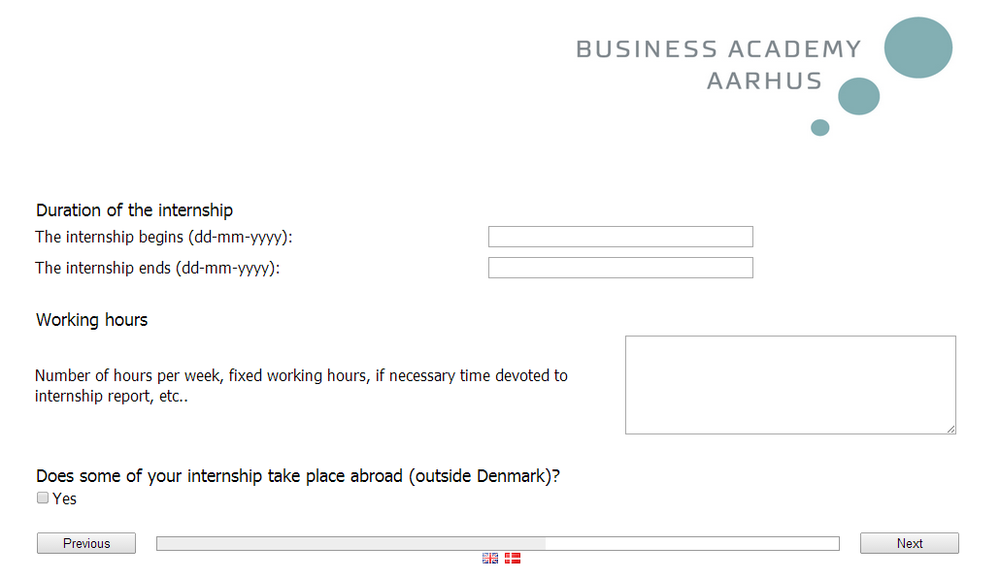 BUSINESS ACADEMY
AARHUS
Duration of the internship
The internship begins (dd-mm-yyyy):
The internship ends (dd-mm-yyyy):
Working hours
Number of hours per week, fixed working hours, if necessary time devoted to
internship report, etc..
Does some of your internship take place abroad (outside Denmark)?
Yes
Previous
Next